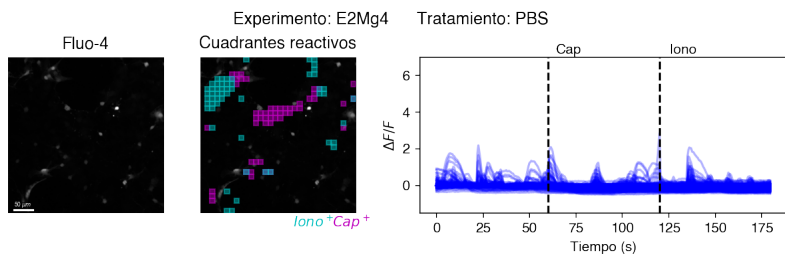 Experimento: E2Mg4 Tratamiento: PBS
Fluo-4
Cuadrantes reactivos
50 µm
Iono⁺Cap⁺
Cap Iono
ΔF/F
6
4
2
0
0 25 50 75 100 125 150 175
Tiempo (s)